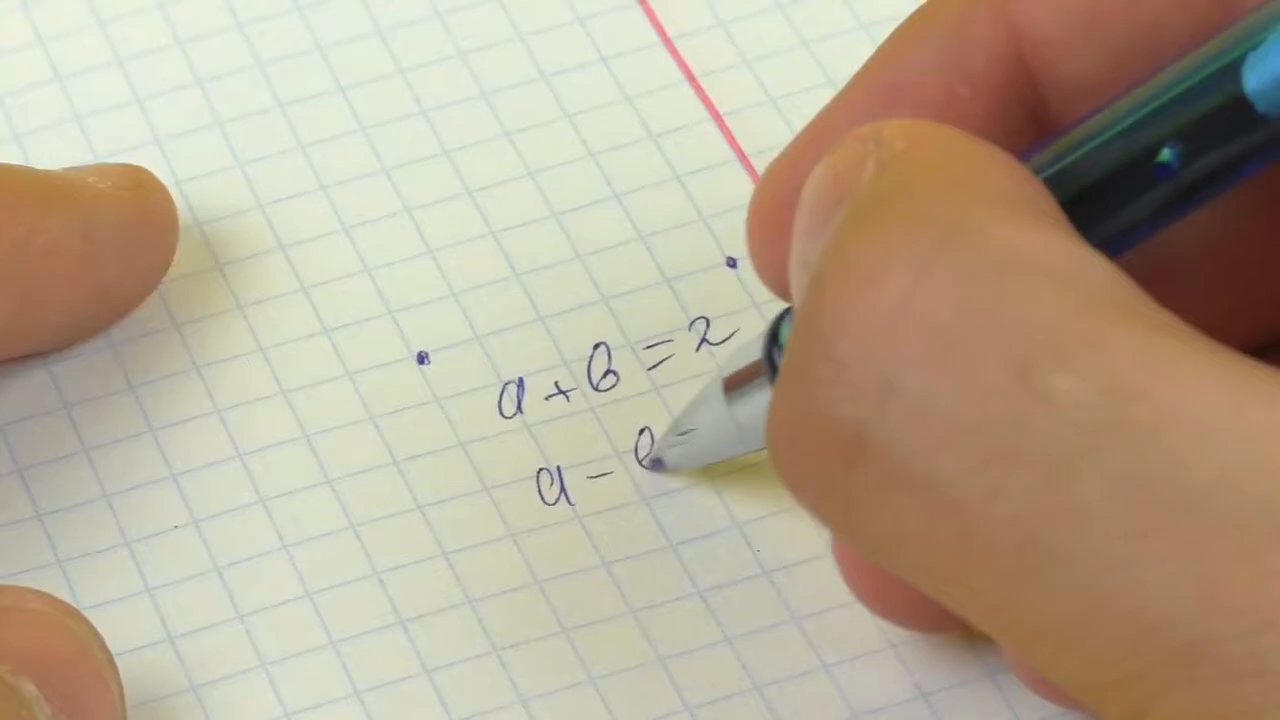 a + b = 2
a - b